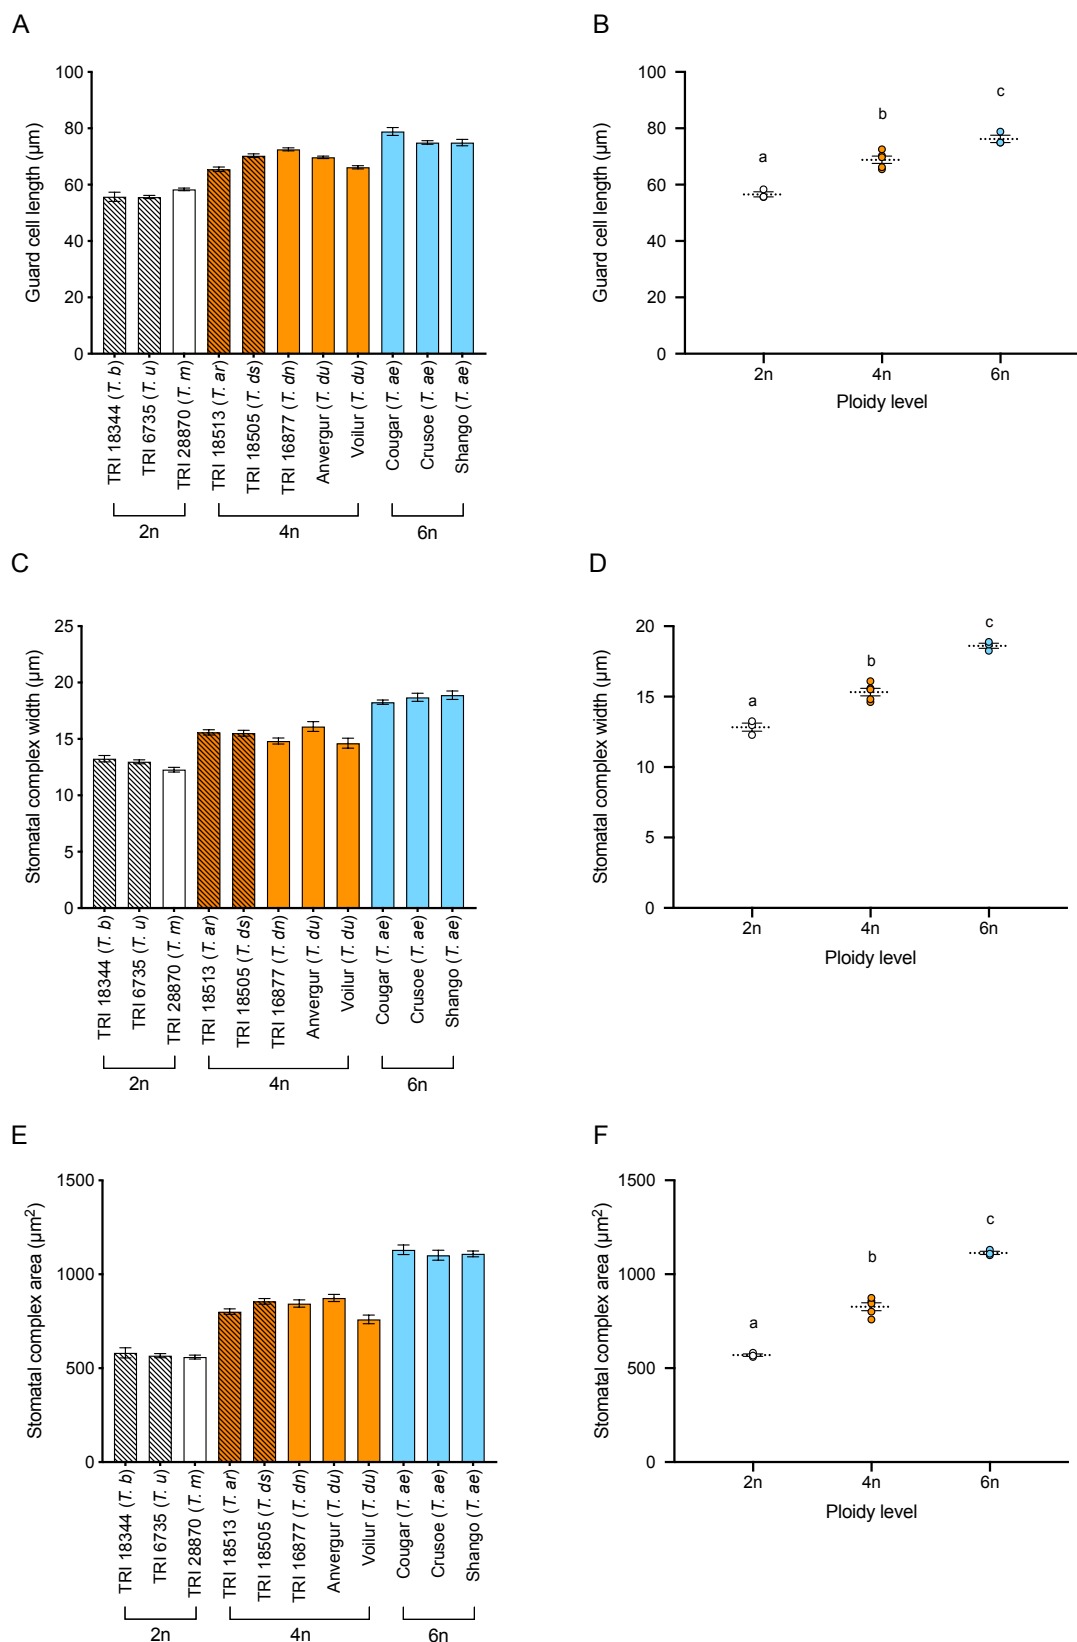 A
B
Guard cell length (µm)
100
80
60
40
20
0
TRI 18344 (T. b)
TRI 6735 (T. u)
TRI 28870 (T. m)
TRI 18513 (T. ar)
TRI 18505 (T. ds)
TRI 16877 (T. dn)
Anvergur (T. du)
Voilur (T. du)
Cougar (T. ae)
Crusoe (T. ae)
Shango (T. ae)
2n
4n
6n
Guard cell length (µm)
100
80
60
40
20
0
a
b
c
2n
4n
6n
Ploidy level
C
D
Stomatal complex width (µm)
25
20
15
10
5
0
TRI 18344 (T. b)
TRI 6735 (T. u)
TRI 28870 (T. m)
TRI 18513 (T. ar)
TRI 18505 (T. ds)
TRI 16877 (T. dn)
Anvergur (T. du)
Voilur (T. du)
Cougar (T. ae)
Crusoe (T. ae)
Shango (T. ae)
2n
4n
6n
Stomatal complex width (µm)
20
15
10
5
0
a
b
c
2n
4n
6n
Ploidy level
E
F
Stomatal complex area (µm²)
1500
1000
500
0
TRI 18344 (T. b)
TRI 6735 (T. u)
TRI 28870 (T. m)
TRI 18513 (T. ar)
TRI 18505 (T. ds)
TRI 16877 (T. dn)
Anvergur (T. du)
Voilur (T. du)
Cougar (T. ae)
Crusoe (T. ae)
Shango (T. ae)
2n
4n
6n
Stomatal complex area (µm²)
1500
1000
500
0
a
b
c
2n
4n
6n
Ploidy level